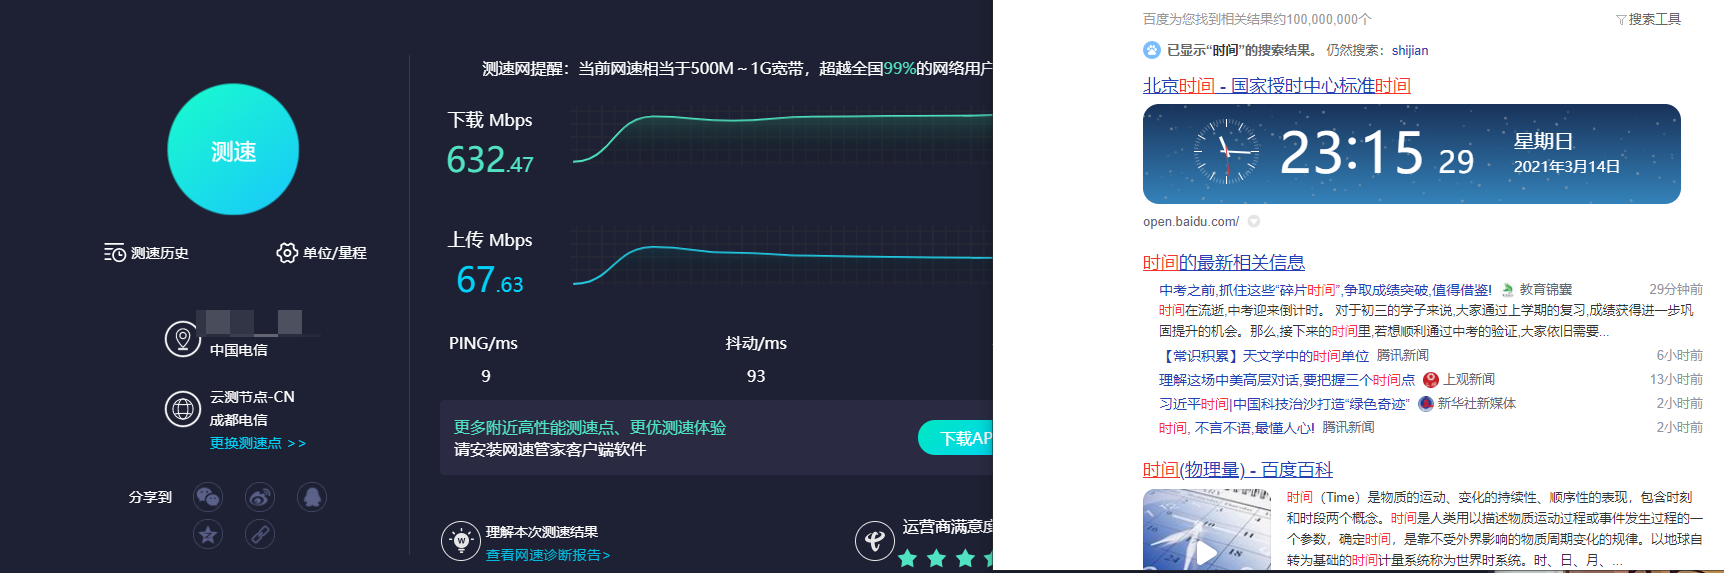 测速
测速历史
单位/量程
中国电信
云测节点-CN
成都电信
更换测速点 >>
分享到
测速网提醒：当前网速相当于500M ~ 1G宽带，超越全国99%的网络用户
下载 Mbps
632.47
上传 Mbps
67.63
PING/ms
抖动/ms
9
93
更多附近高性能测速点、更优测速体验
请安装网速管家客户端软件
下载AP
理解本次测速结果
查看网速诊断报告>
运营商满意度
百度为您找到相关结果约100,000,000个
搜索工具
已显示“时间”的搜索结果。 仍然搜索：shijian
北京时间 - 国家授时中心标准时间
23:15 29
星期日
2021年3月14日
open.baidu.com/
时间的最新相关信息
中考之前,抓住这些“碎片时间”,争取成绩突破,值得借鉴! 教育锦囊 29分钟前
时间在流逝,中考迎来倒计时。 对于初三的学子来说,大家通过上学期的复习,成绩获得进一步巩
固提升的机会。那么,接下来的时间里,若想顺利通过中考的验证,大家依旧需要...
【常识积累】天文学中的时间单位 腾讯新闻 6小时前
理解这场中美高层对话,要把握三个时间点 上观新闻 13小时前
习近平时间|中国科技治沙打造“绿色奇迹” 新华社新媒体 2小时前
时间, 不言不语,最懂人心! 腾讯新闻 2小时前
时间(物理量) - 百度百科
时间（Time）是物质的运动、变化的持续性、顺序性的表现，包含时刻
和时段两个概念。时间是人类用以描述物质运动过程或事件发生过程的一
个参数，确定时间，是靠不受外界影响的物质周期变化的规律。以地球自
转为基础的时间计量系统称为世界时系统。时、日、月、...